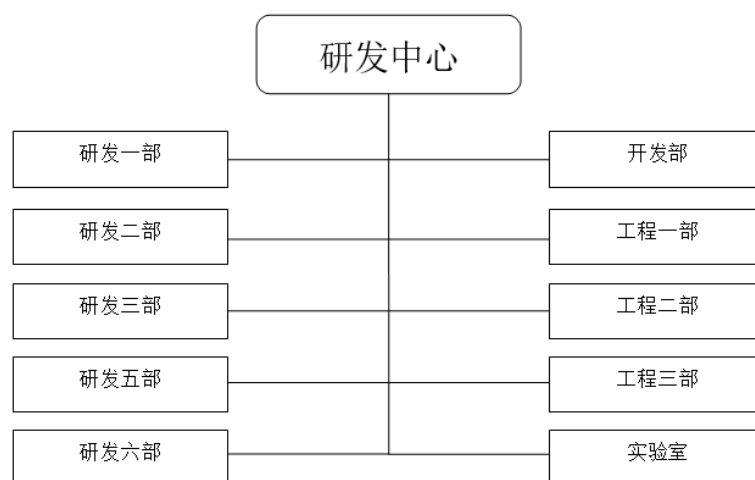 研发中心
研发一部
开发部
研发二部
工程一部
研发三部
工程二部
研发五部
工程三部
研发六部
实验室